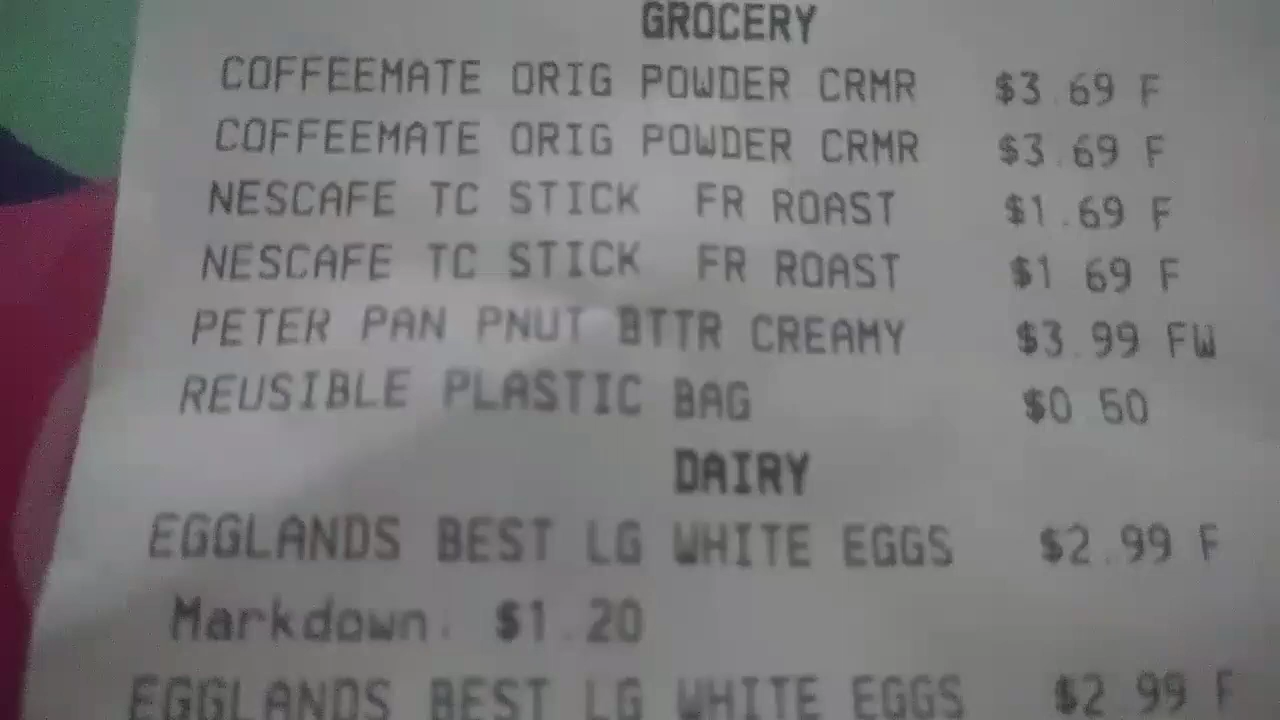 GROCERY
COFFEEMATE ORIG POWDER CRMR $3.69 F
COFFEEMATE ORIG POWDER CRMR $3.69 F
NESCAFE TC STICK FR ROAST $1.69 F
NESCAFE TC STICK FR ROAST $1.69 F
PETER PAN PNUT BTTR CREAMY $3.99 FW
REUSIBLE PLASTIC BAG $0.50
DAIRY
EGGLANDS BEST LG WHITE EGGS $2.99 F
Markdown: $1.20
EGGLANDS BEST LG WHITE EGGS $2.99 F